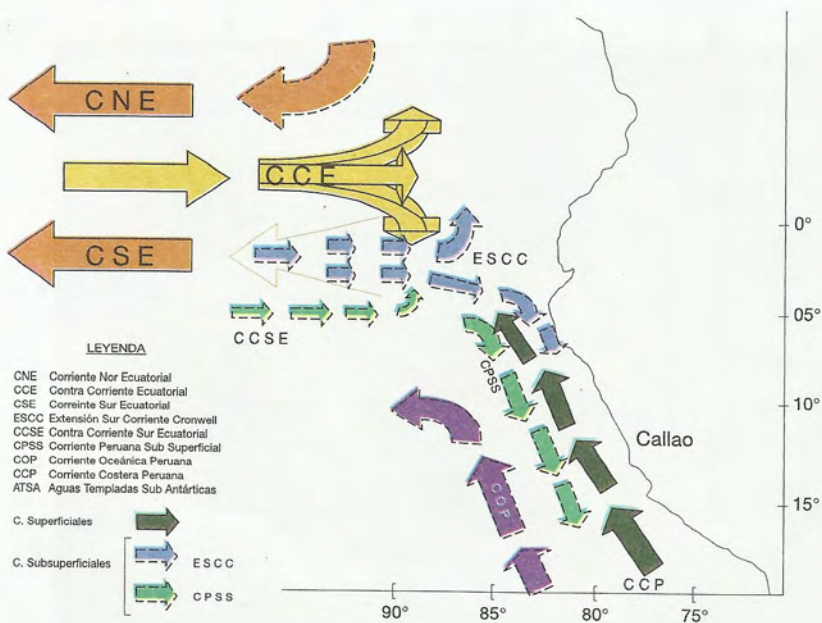 CNE
CCE
CSE
ESCC
CCSE
CPSS
COP
CCP
Callao
0°
05°
10°
15°
90°
85°
80°
75°
LEYENDA
CNE Corriente Nor Ecuatorial
CCE Contra Corriente Ecuatorial
CSE Correinte Sur Ecuatorial
ESCC Extensión Sur Corriente Cronwell
CCSE Contra Corriente Sur Ecuatorial
CPSS Corriente Peruana Sub Superficial
COP Corriente Oceánica Peruana
CCP Corriente Costera Peruana
ATSA Aguas Templadas Sub Antárticas
C. Superficiales
C. Subsuperficiales
ESCC
CPSS